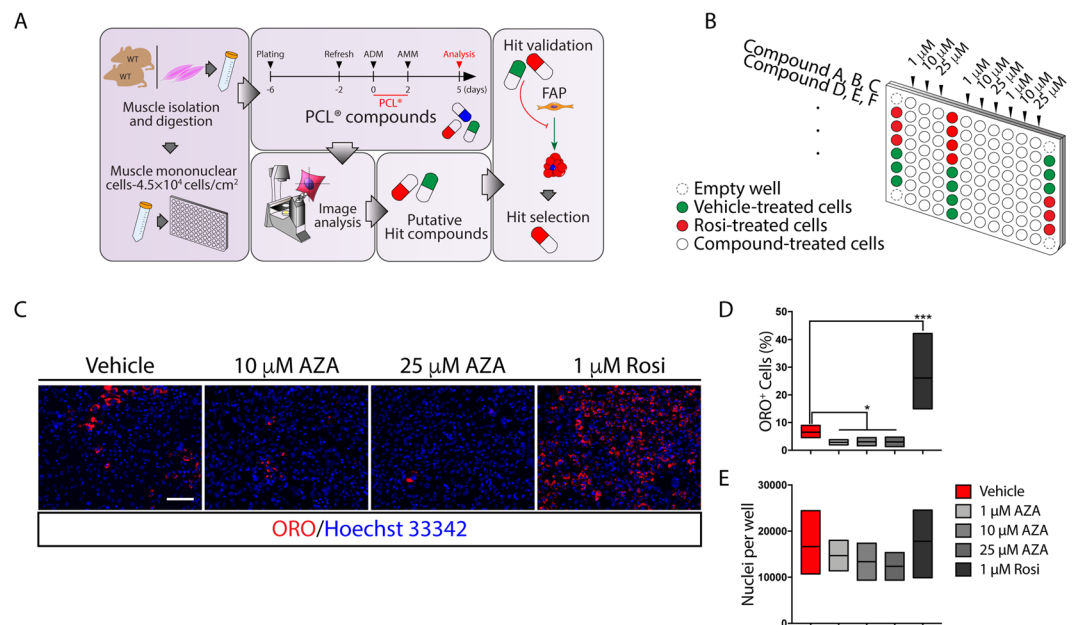 A
WT
WT
Muscle isolation
and digestion
Muscle mononuclear
cells-4.5×10⁴ cells/cm²
Plating
Refresh
ADM
AMM
Analysis
-6
-2
0
2
5 (days)
PCL®
PCL® compounds
Image
analysis
Putative
Hit compounds
Hit validation
FAP
Hit selection
B
Compound A, B, C
Compound D, E, F
1 µM
10 µM
25 µM
1 µM
10 µM
25 µM
1 µM
10 µM
25 µM
Empty well
Vehicle-treated cells
Rosi-treated cells
Compound-treated cells
C
Vehicle
10 µM AZA
25 µM AZA
1 µM Rosi
ORO/Hoechst 33342
D
ORO⁺ Cells (%)
50
40
30
20
10
0
*
***
E
Nuclei per well
30000
20000
10000
0
Vehicle
1 µM AZA
10 µM AZA
25 µM AZA
1 µM Rosi